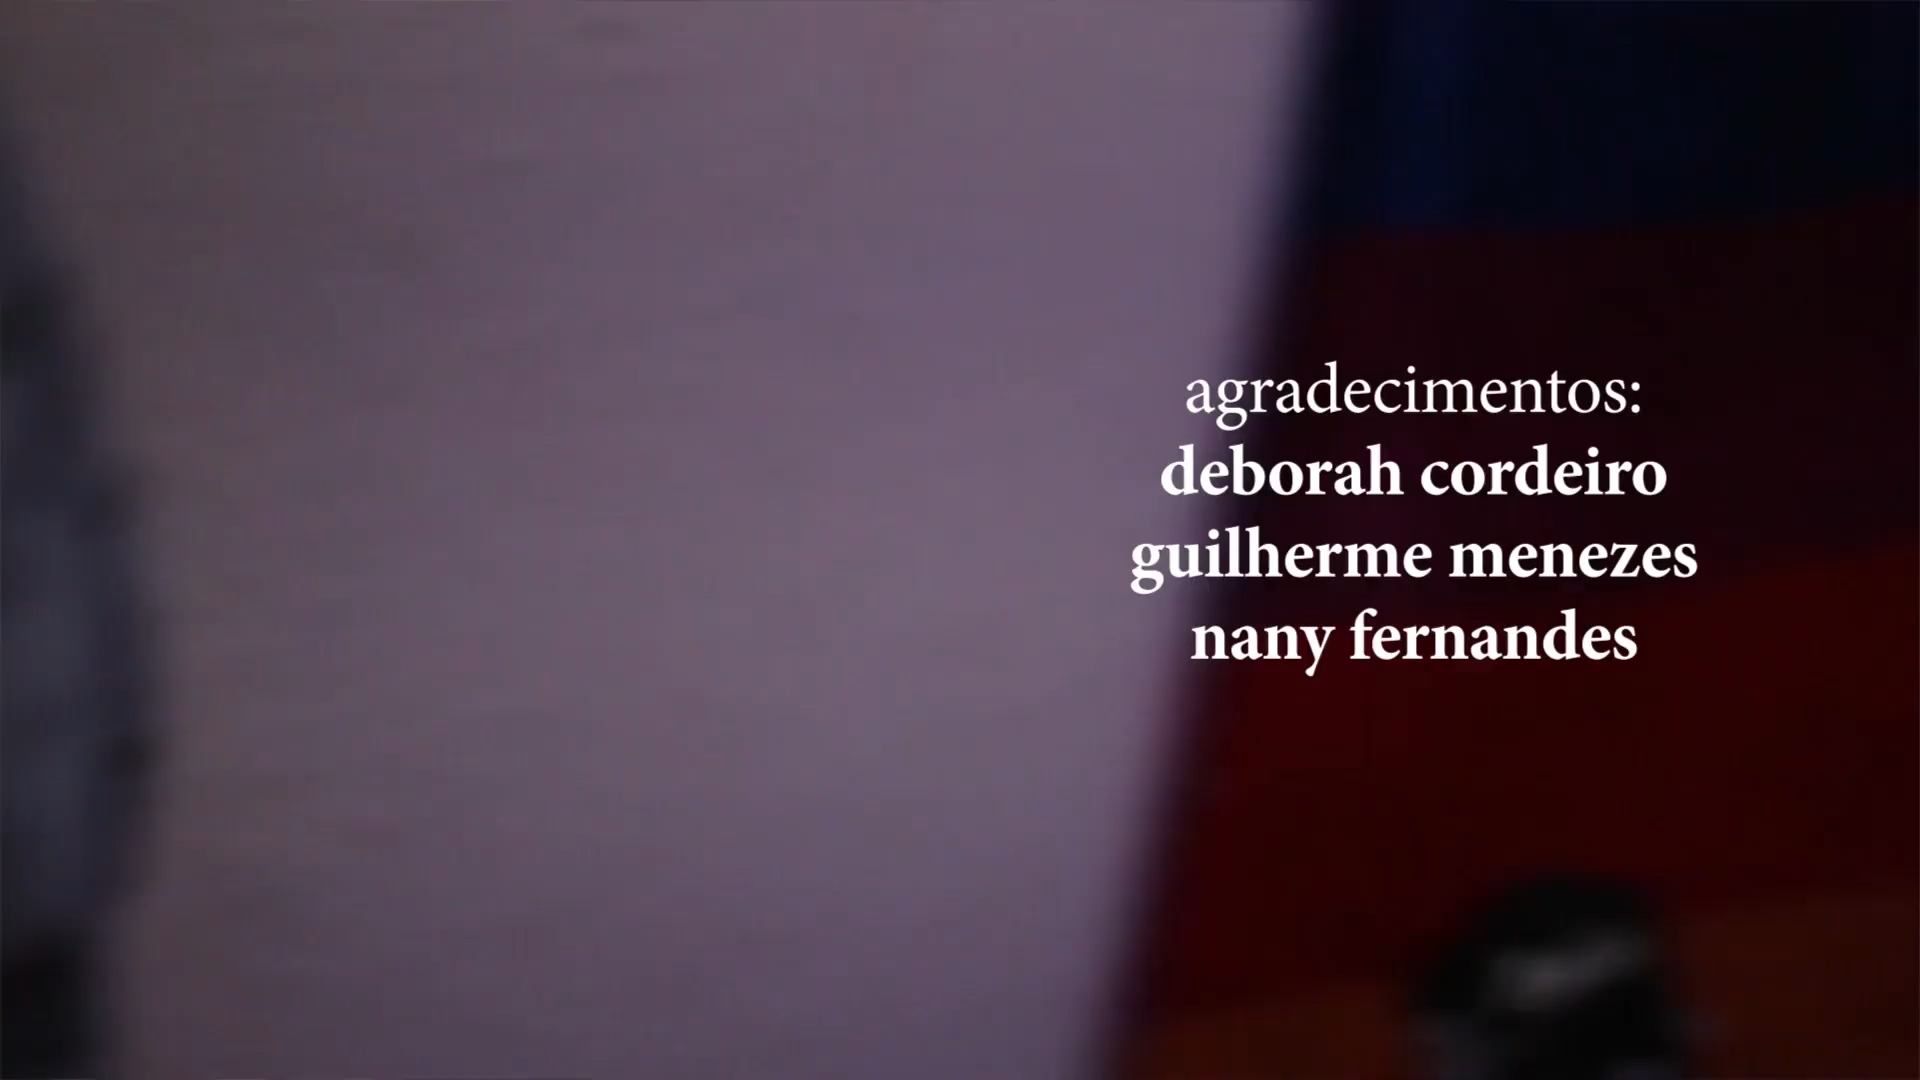 agradecimentos:
deborah cordeiro
guilherme menezes
nany fernandes